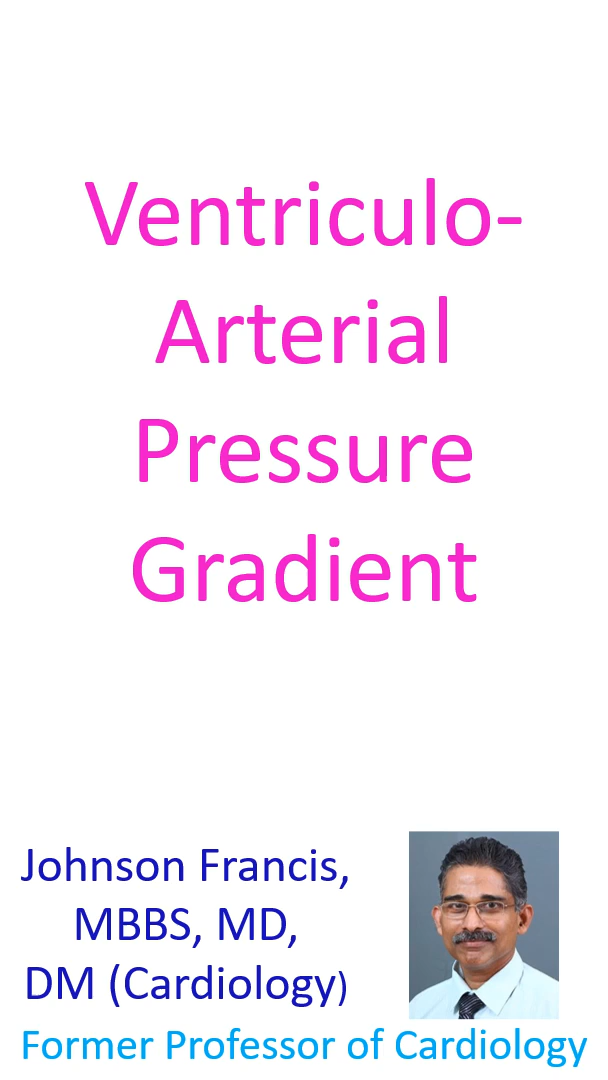 Ventriculo-
Arterial
Pressure
Gradient
Johnson Francis,
MBBS, MD,
DM (Cardiology)
Former Professor of Cardiology